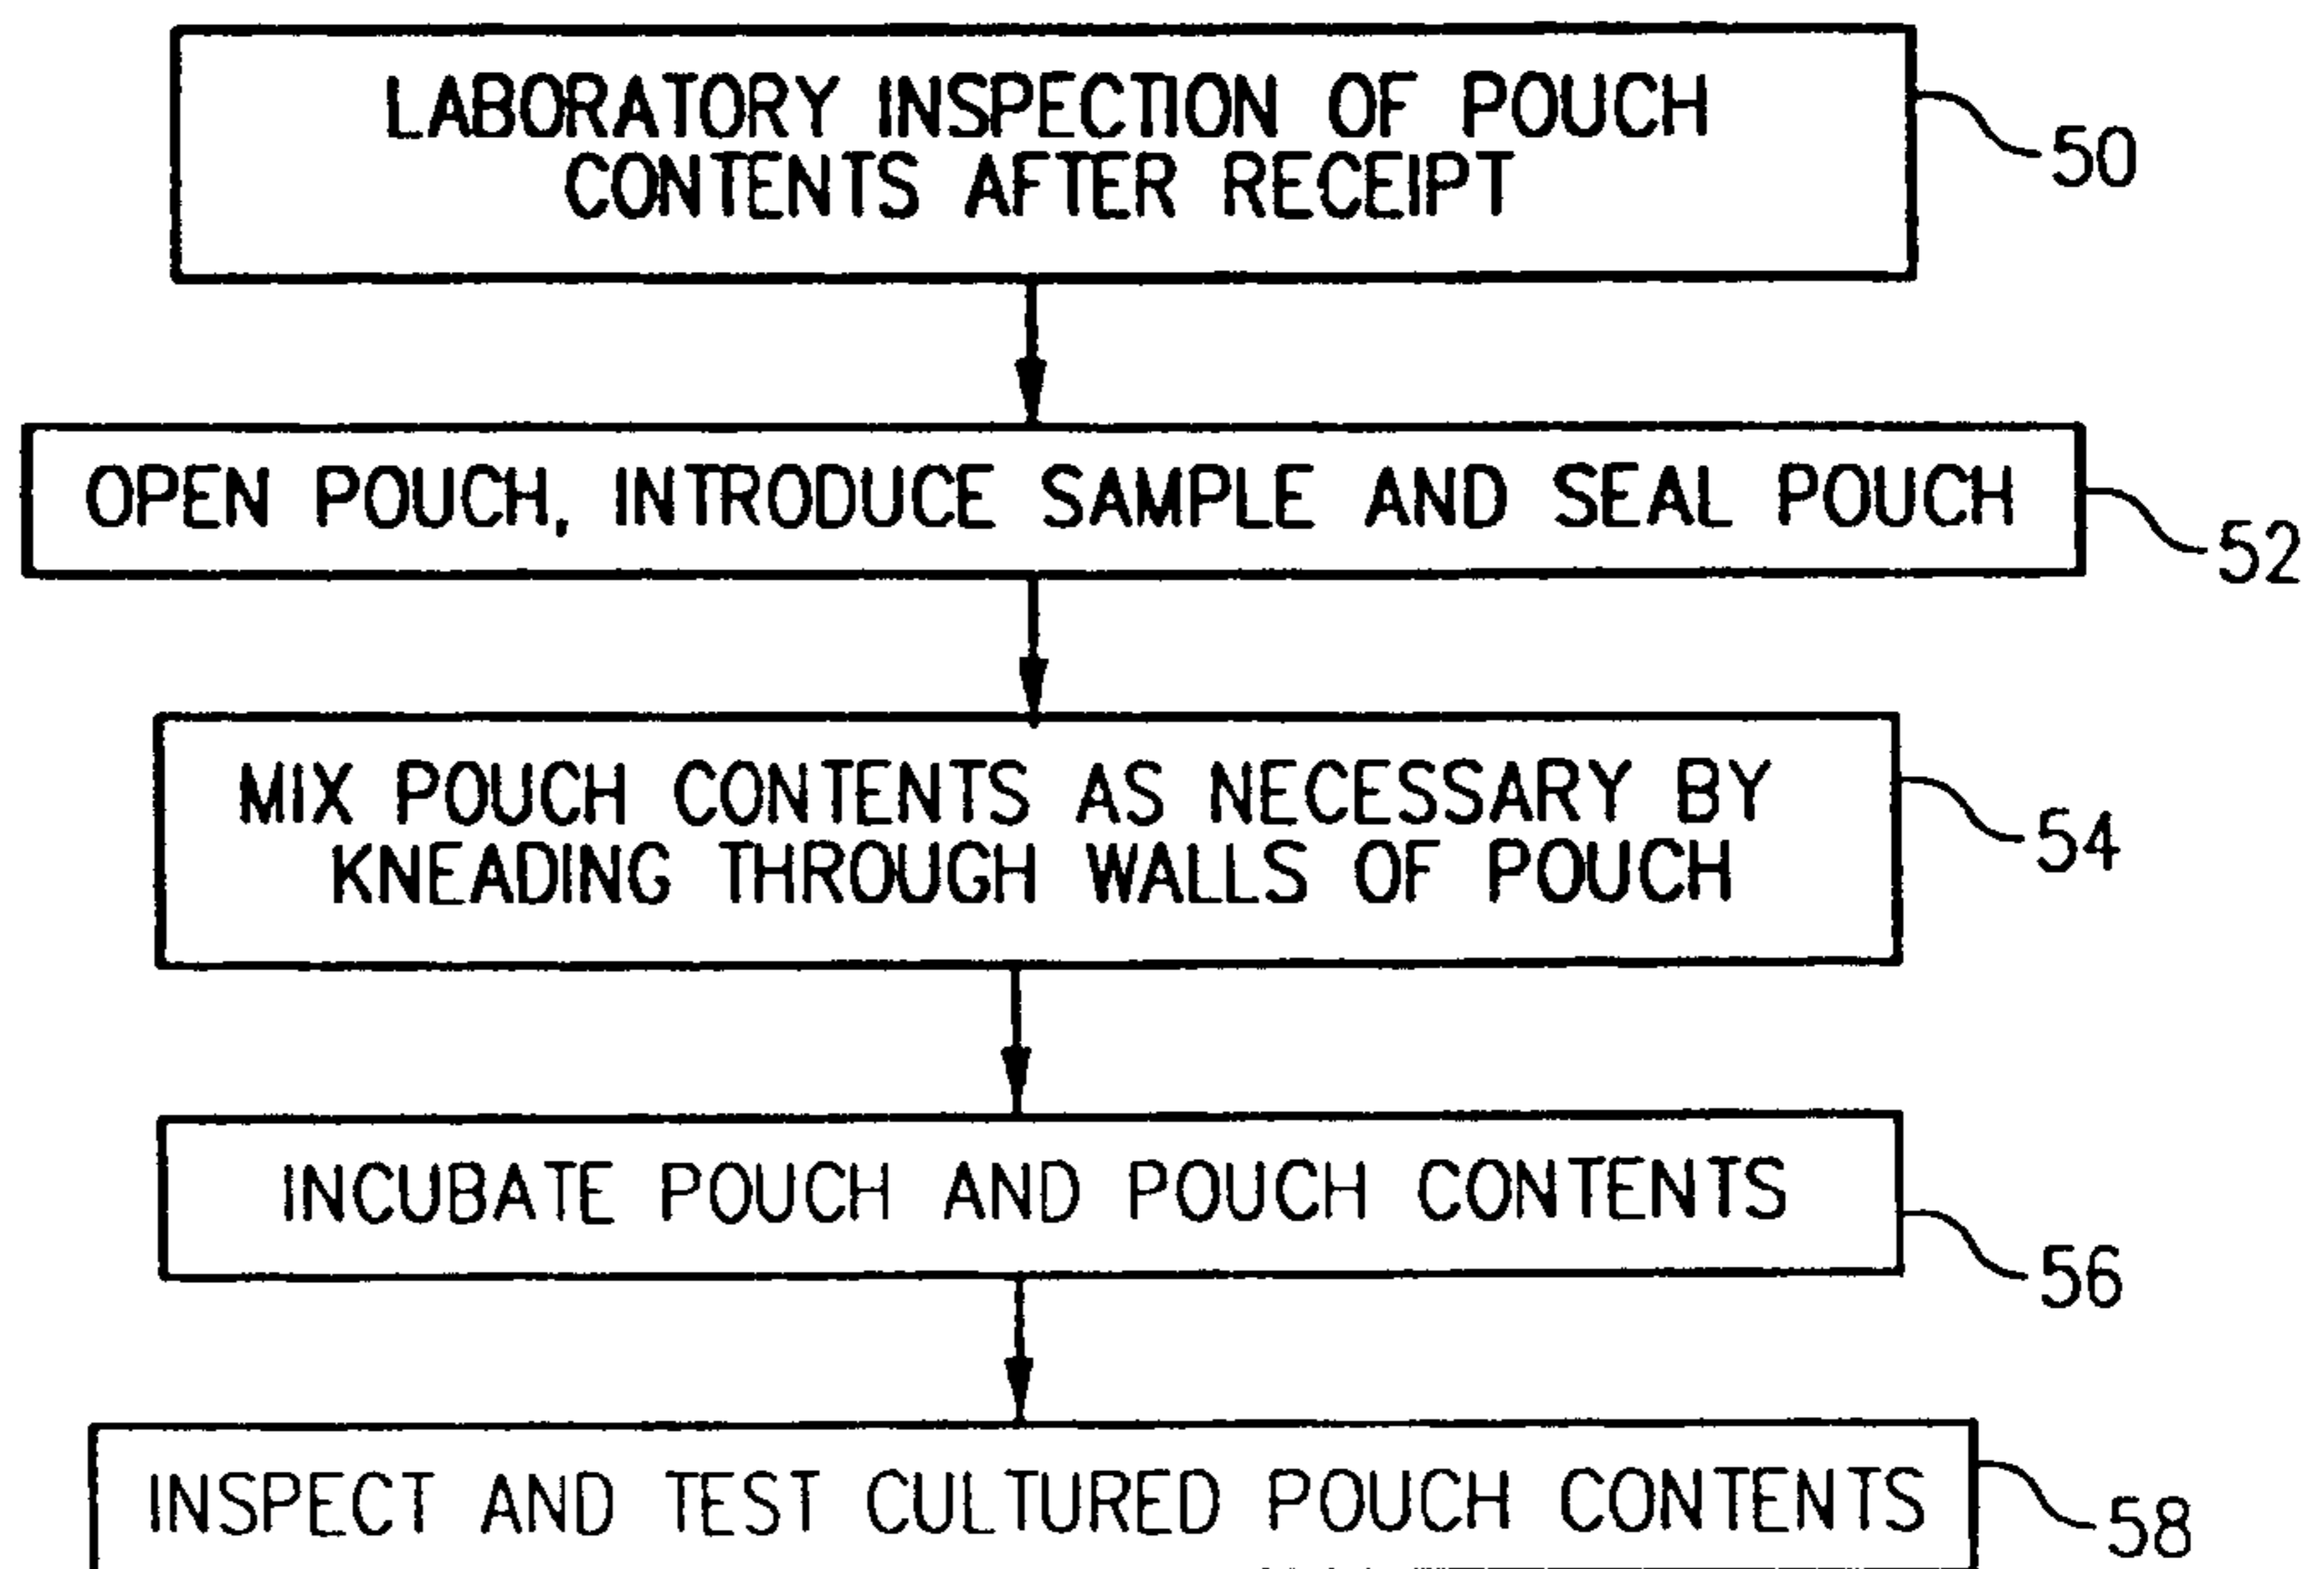 LABORATORY INSPECTION OF POUCH
CONTENTS AFTER RECEIPT
50
OPEN POUCH, INTRODUCE SAMPLE AND SEAL POUCH
52
MIX POUCH CONTENTS AS NECESSARY BY
KNEADING THROUGH WALLS OF POUCH
54
INCUBATE POUCH AND POUCH CONTENTS
56
INSPECT AND TEST CULTURED POUCH CONTENTS
58